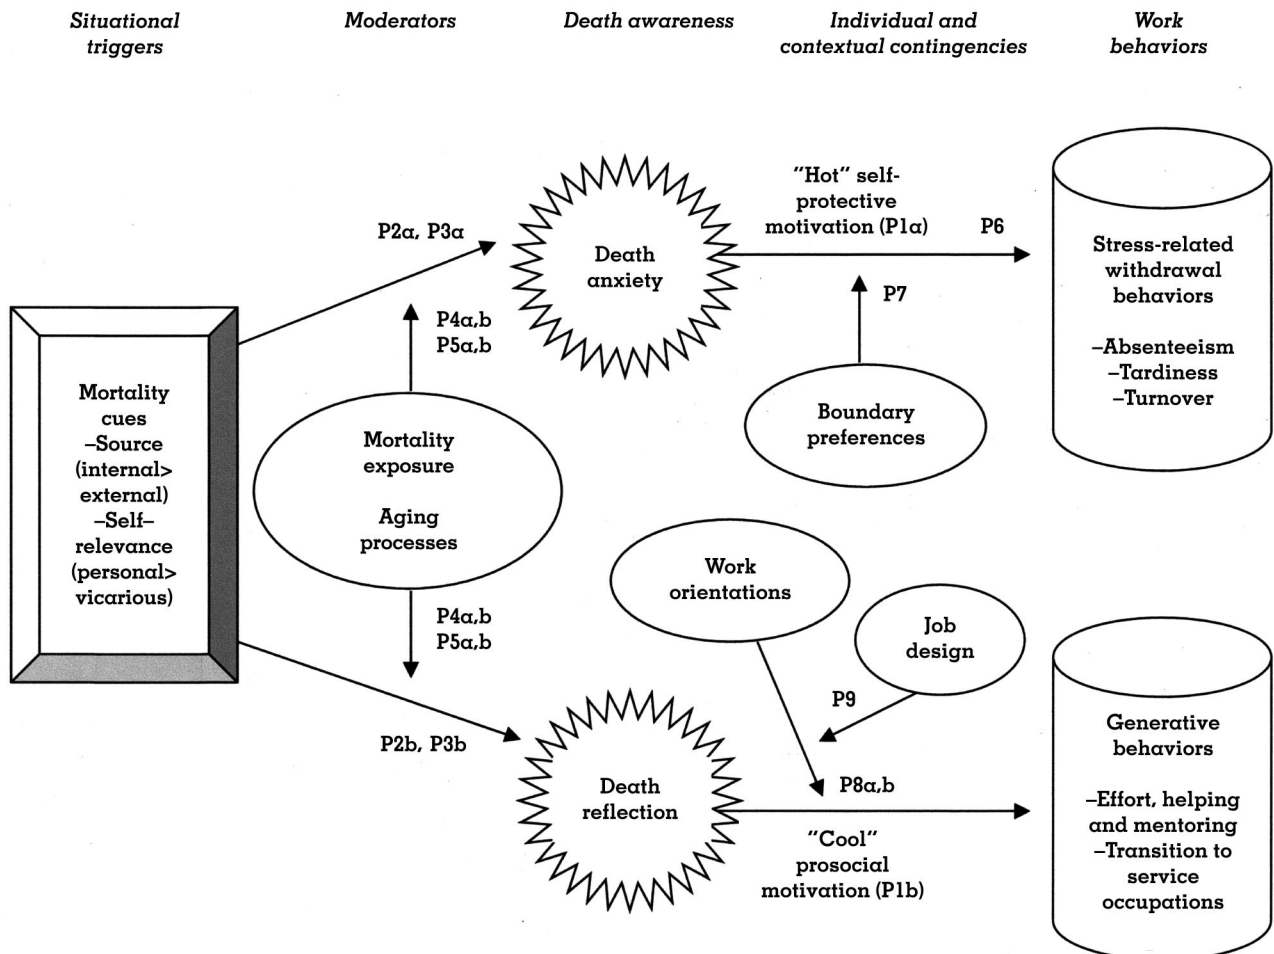 Situational
triggers
Moderators
Death awareness
Individual and
contextual contingencies
Work
behaviors
Mortality
cues
–Source
(internal>
external)
–Self–
relevance
(personal>
vicarious)
P2a, P3a
P4a,b
P5a,b
Mortality
exposure
Aging
processes
P4a,b
P5a,b
P2b, P3b
Death
anxiety
"Hot" self-
protective
motivation (P1a)
P6
P7
Boundary
preferences
Stress-related
withdrawal
behaviors
–Absenteeism
–Tardiness
–Turnover
Work
orientations
Job
design
P9
P8a,b
Death
reflection
"Cool"
prosocial
motivation (P1b)
Generative
behaviors
–Effort, helping
and mentoring
–Transition to
service
occupations